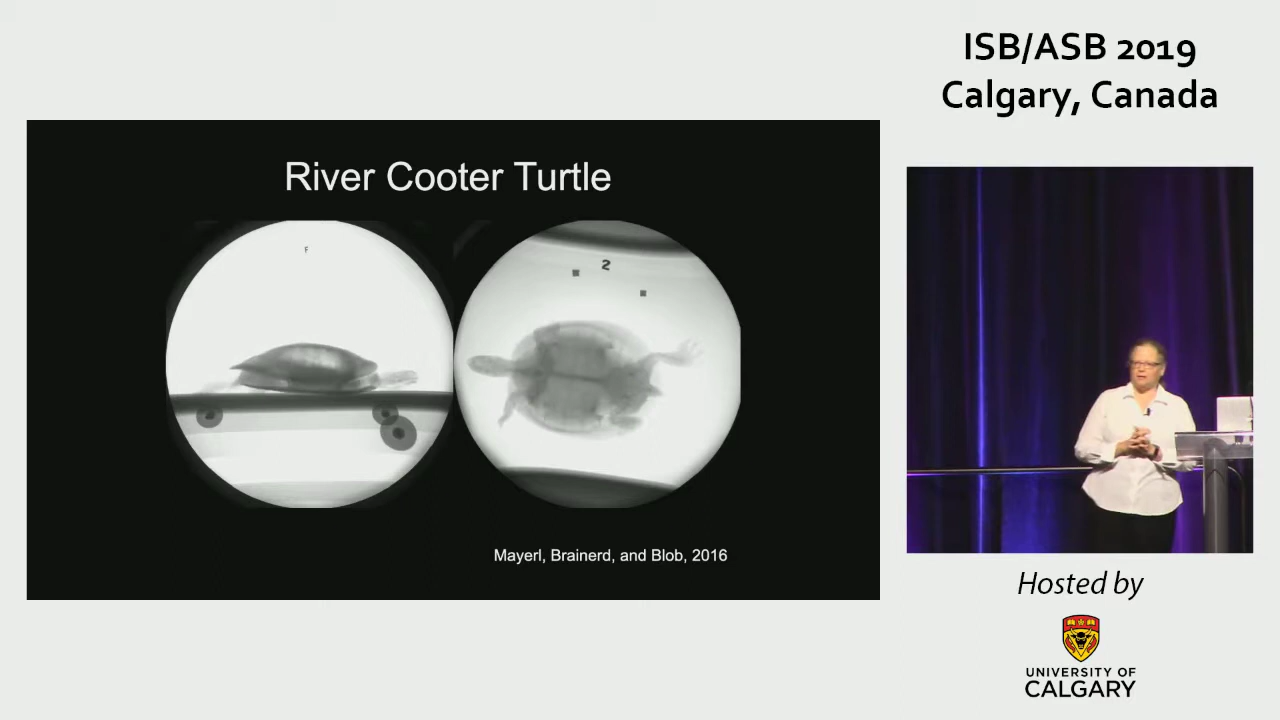 ISB/ASB 2019
Calgary, Canada
River Cooter Turtle
F
2
Mayerl, Brainerd, and Blob, 2016
Hosted by
UNIVERSITY OF
CALGARY